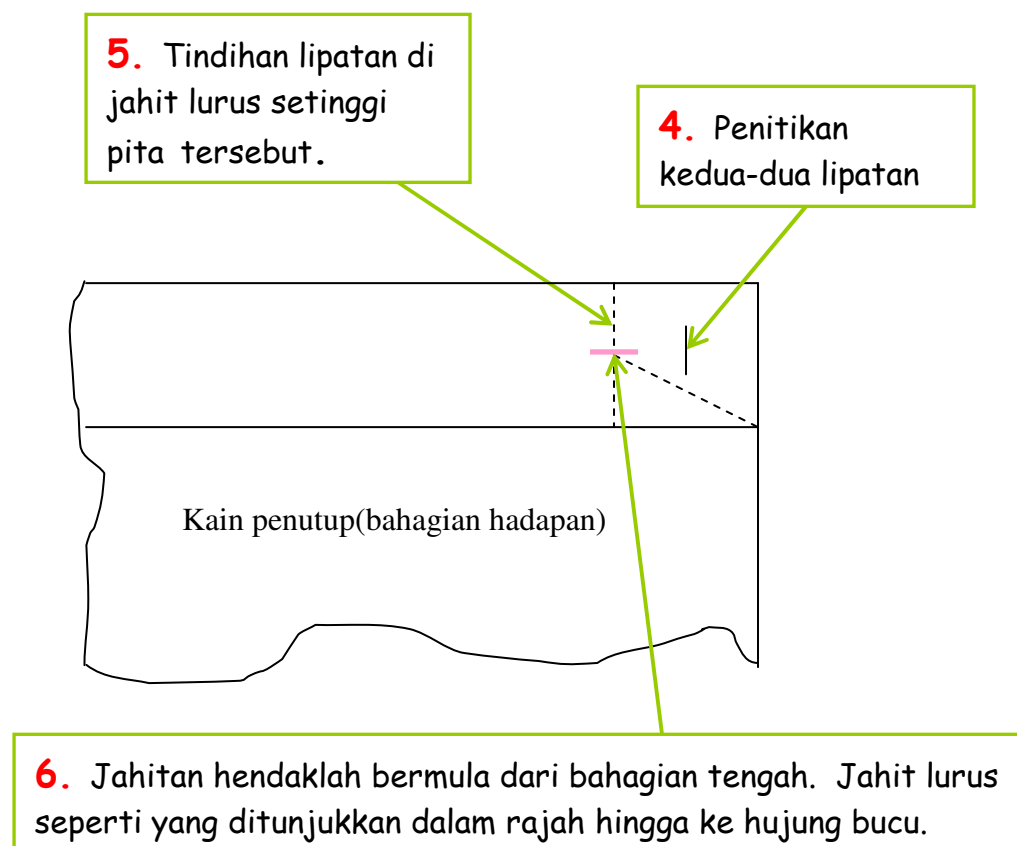 5. Tindihan lipatan di
jahit lurus setinggi
pita tersebut.
4. Penitikan
kedua-dua lipatan
Kain penutup(bahagian hadapan)
6. Jahitan hendaklah bermula dari bahagian tengah. Jahit lurus
seperti yang ditunjukkan dalam rajah hingga ke hujung bucu.